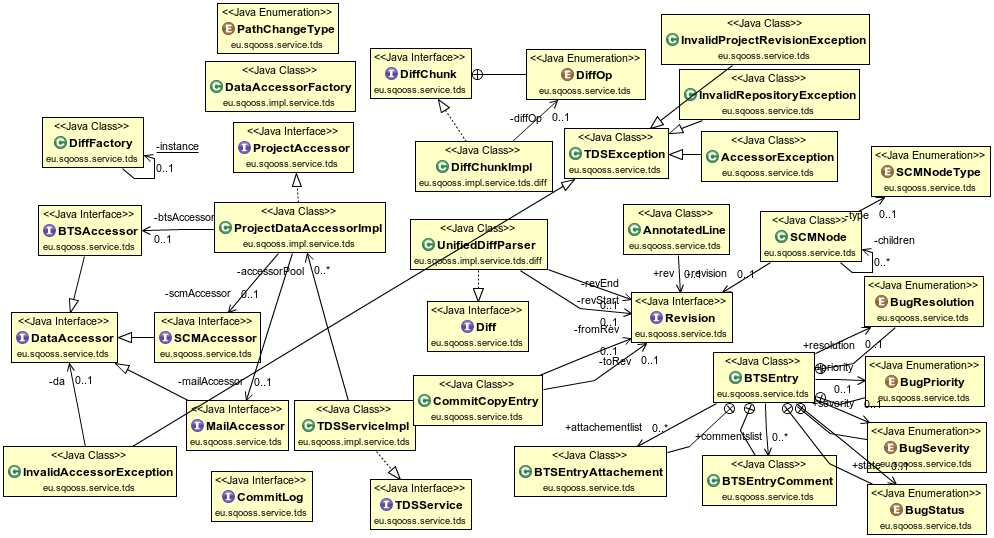 <<Java Enumeration>>
PathChangeType
eu.sqooss.service.tds
<<Java Class>>
InvalidProjectRevisionException
eu.sqooss.service.tds
<<Java Class>>
DataAccessorFactory
eu.sqooss.impl.service.tds
<<Java Interface>>
DiffChunk
eu.sqooss.service.tds
<<Java Enumeration>>
DiffOp
eu.sqooss.service.tds
<<Java Class>>
InvalidRepositoryException
eu.sqooss.service.tds
-diffOp
0..1
<<Java Class>>
DiffFactory
eu.sqooss.service.tds
-instance
0..1
<<Java Interface>>
ProjectAccessor
eu.sqooss.service.tds
<<Java Class>>
DiffChunkImpl
eu.sqooss.impl.service.tds.diff
<<Java Class>>
TDSException
eu.sqooss.service.tds
<<Java Class>>
AccessorException
eu.sqooss.service.tds
<<Java Enumeration>>
SCMNodeType
eu.sqooss.service.tds
<<Java Interface>>
BTSAccessor
eu.sqooss.service.tds
-btsAccessor
0..1
<<Java Class>>
ProjectDataAccessorImpl
eu.sqooss.impl.service.tds
<<Java Class>>
UnifiedDiffParser
eu.sqooss.impl.service.tds.diff
<<Java Class>>
AnnotatedLine
eu.sqooss.service.tds
<<Java Class>>
SCMNode
eu.sqooss.service.tds
-type
0..1
-children
0..*
-accessorPool
0..*
-scmAccessor
0..1
+rev
0..1
-revision
0..1
-revEnd
0..1
-revStart
0..1
<<Java Interface>>
DataAccessor
eu.sqooss.service.tds
<<Java Interface>>
SCMAccessor
eu.sqooss.service.tds
<<Java Interface>>
Diff
eu.sqooss.service.tds
<<Java Interface>>
Revision
eu.sqooss.service.tds
<<Java Enumeration>>
BugResolution
eu.sqooss.service.tds
-fromRev
0..1
-toRev
0..1
+resolution
0..1
-da
0..1
-mailAccessor
0..1
<<Java Class>>
CommitCopyEntry
eu.sqooss.service.tds
<<Java Class>>
BTSEntry
eu.sqooss.service.tds
0..1
<<Java Enumeration>>
BugPriority
eu.sqooss.service.tds
<<Java Interface>>
MailAccessor
eu.sqooss.service.tds
<<Java Class>>
TDSServiceImpl
eu.sqooss.impl.service.tds
+attachementlist
0..*
+commentslist
0..*
+severity
0..1
<<Java Enumeration>>
BugSeverity
eu.sqooss.service.tds
<<Java Class>>
InvalidAccessorException
eu.sqooss.service.tds
<<Java Class>>
BTSEntryAttachement
eu.sqooss.service.tds
<<Java Class>>
BTSEntryComment
eu.sqooss.service.tds
+state
0..1
<<Java Interface>>
CommitLog
eu.sqooss.service.tds
<<Java Interface>>
TDSService
eu.sqooss.service.tds
<<Java Enumeration>>
BugStatus
eu.sqooss.service.tds